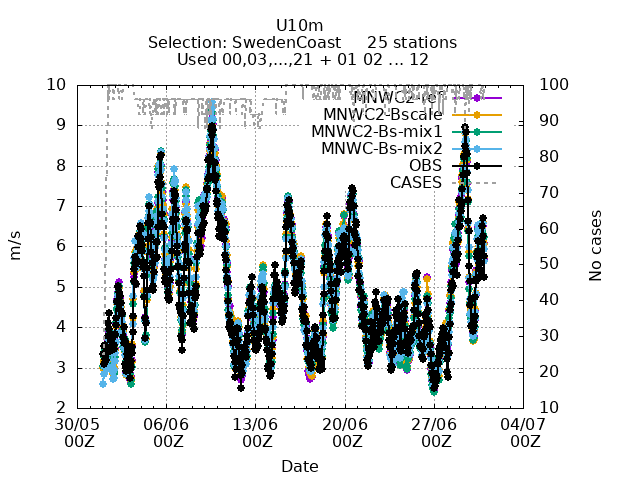 U10m
Selection: SwedenCoast 25 stations
Used 00,03,...,21 + 01 02 ... 12
MNWC2-ref
MNWC2-Bscale
MNWC2-Bs-mix1
MNWC-Bs-mix2
OBS
CASES
10
9
8
7
6
5
4
3
2
m/s
100
90
80
70
60
50
40
30
20
10
No cases
30/05 06/06 13/06 20/06 27/06 04/07
00Z 00Z 00Z 00Z 00Z 00Z
Date